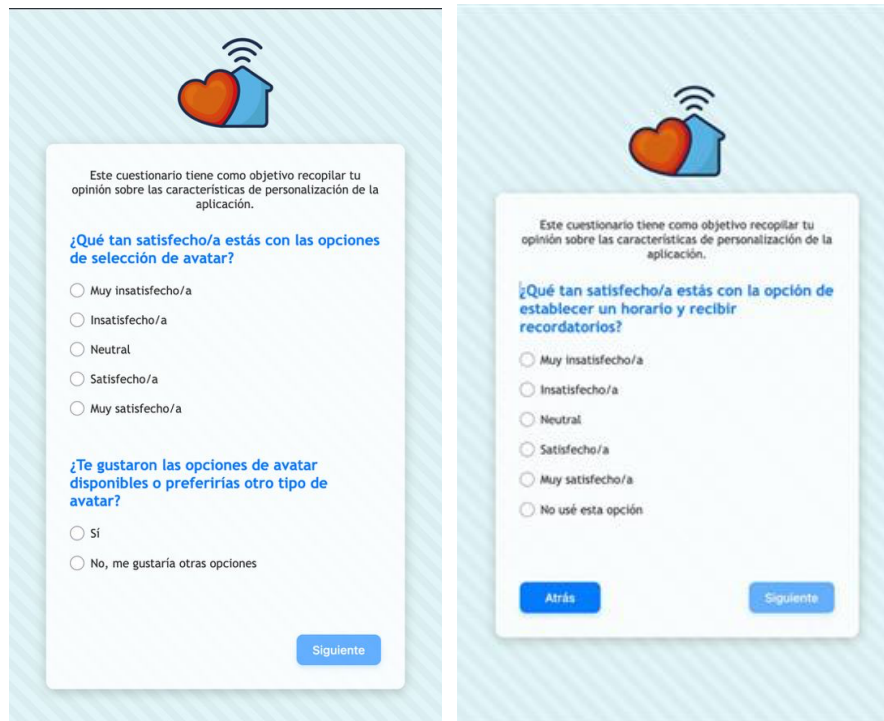 Este cuestionario tiene como objetivo recopilar tu
opinión sobre las características de personalización de la
aplicación.
¿Qué tan satisfecho/a estás con las opciones
de selección de avatar?
Muy insatisfecho/a
Insatisfecho/a
Neutral
Satisfecho/a
Muy satisfecho/a
¿Te gustaron las opciones de avatar
disponibles o preferirías otro tipo de
avatar?
Sí
No, me gustaría otras opciones
Siguiente
Este cuestionario tiene como objetivo recopilar tu
opinión sobre las características de personalización de la
aplicación.
¿Qué tan satisfecho/a estás con la opción de
establecer un horario y recibir
recordatorios?
Muy insatisfecho/a
Insatisfecho/a
Neutral
Satisfecho/a
Muy satisfecho/a
No usé esta opción
Atrás
Siguiente